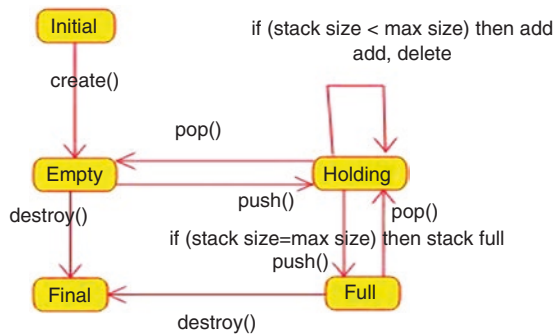 Initial
if (stack size < max size) then add
add, delete
create()
pop()
Empty
Holding
push()
pop()
destroy()
if (stack size=max size) then stack full
push()
Final
Full
destroy()